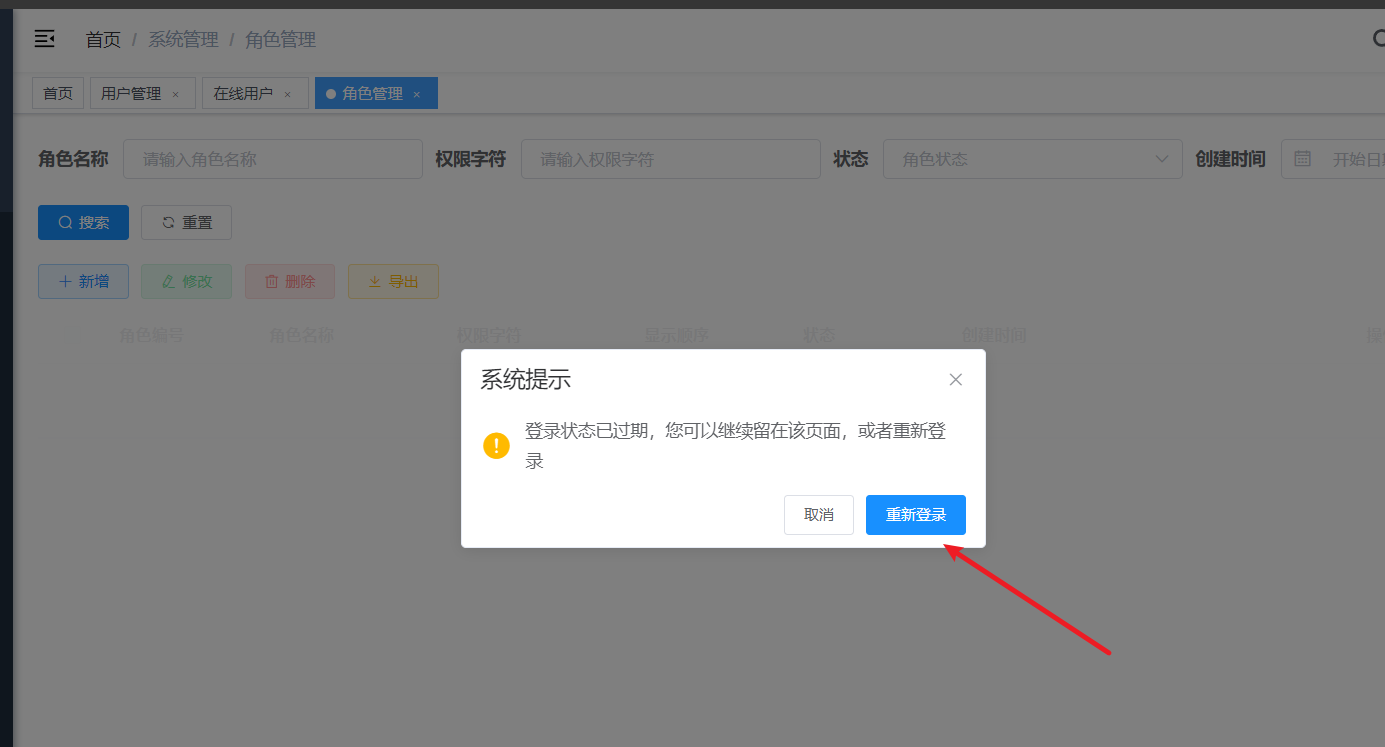 首页 / 系统管理 / 角色管理
首页 用户管理 × 在线用户 × 角色管理 ×
角色名称 请输入角色名称 权限字符 请输入权限字符 状态 角色状态 创建时间 开始日期
搜索 重置
新增 修改 删除 导出
角色编号 角色名称 权限字符 显示顺序 状态 创建时间
系统提示
登录状态已过期，您可以继续留在该页面，或者重新登
录
取消 重新登录